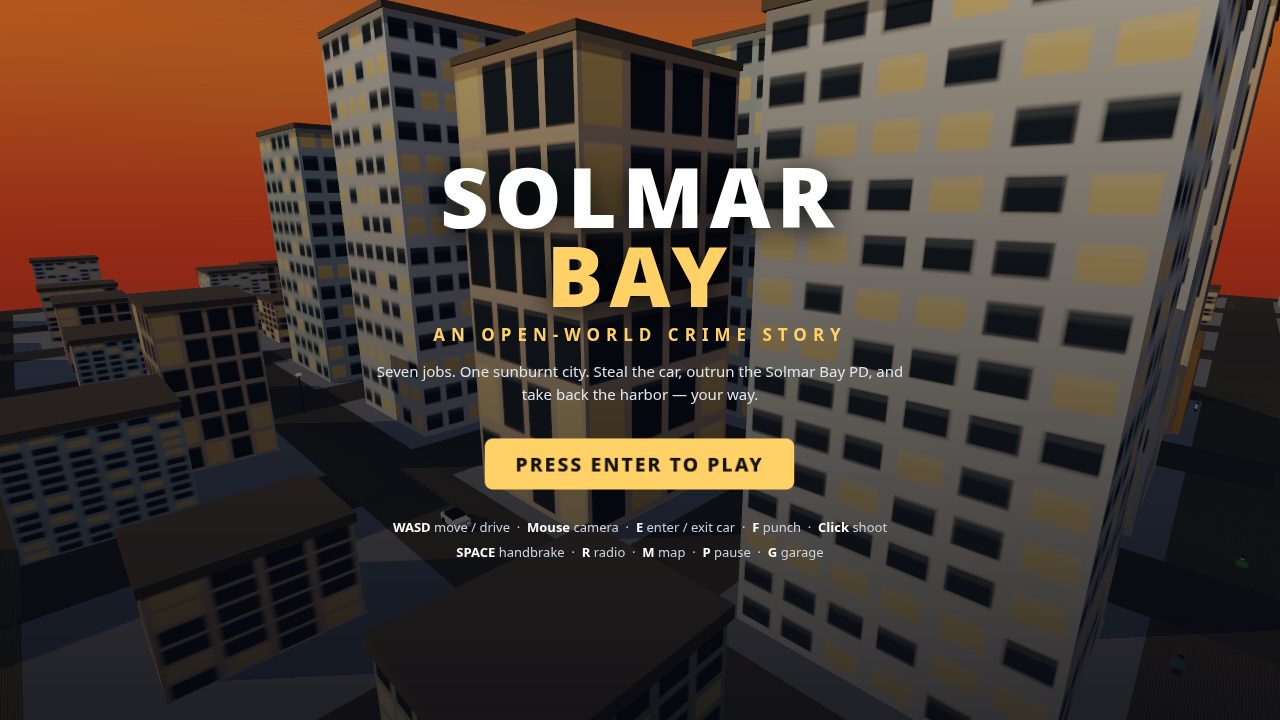 SOLMAR
BAY
AN OPEN-WORLD CRIME STORY
Seven jobs. One sunburnt city. Steal the car, outrun the Solmar Bay PD, and
take back the harbor — your way.
PRESS ENTER TO PLAY
WASD move / drive · Mouse camera · E enter / exit car · F punch · Click shoot
SPACE handbrake · R radio · M map · P pause · G garage